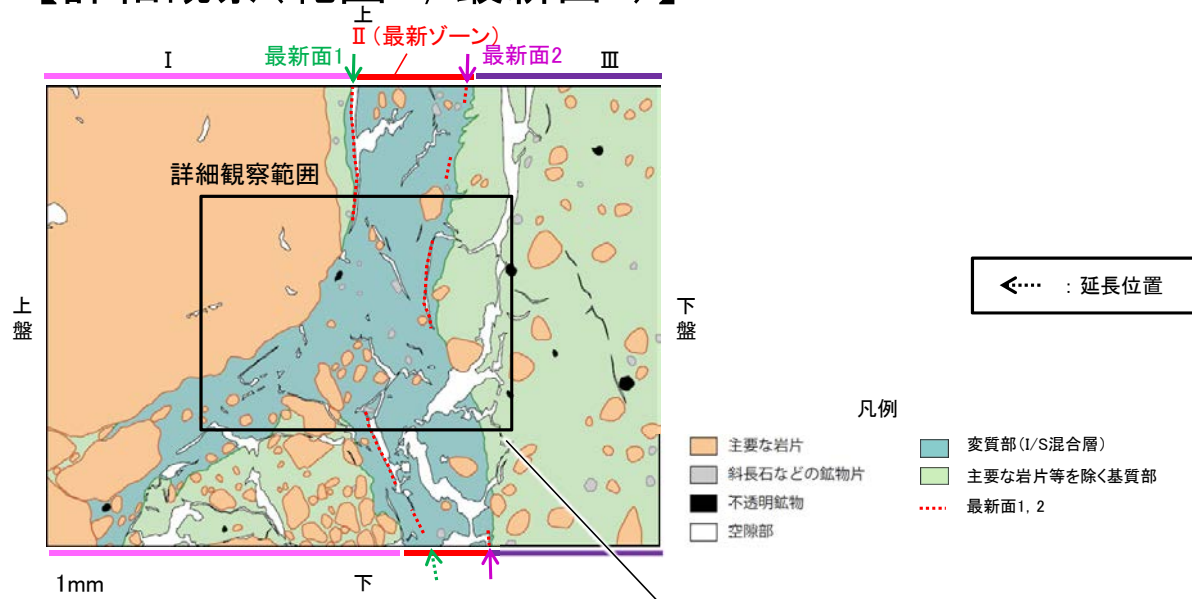 上
Ⅱ(最新ゾーン)
Ⅰ
最新面1
最新面2
Ⅲ
詳細観察範囲
上盤
下盤
：延長位置
凡例
主要な岩片
斜長石などの鉱物片
不透明鉱物
空隙部
変質部(I/S混合層)
主要な岩片等を除く基質部
最新面1, 2
1mm
下